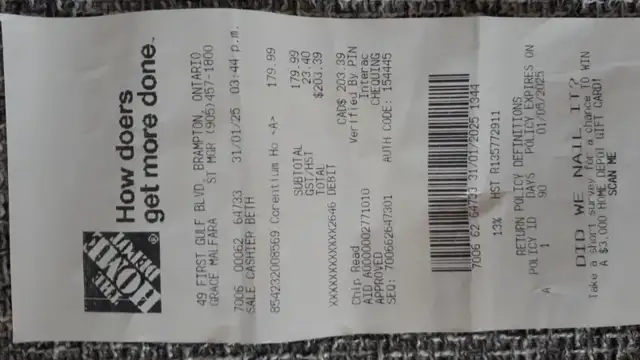 THE
HOME
DEPOT
How doers
get more done.
49 FIRST GULF BLVD. BRAMPTON, ONTARIO
GRACE MALFARA ST MGR (905)457-1800
7006 00062 64733 31/01/25 03:44 p.m.
SALE CASHIER BETH
854232008569 Corentium Ho <A> 179.99
SUBTOTAL 179.99
GST/HST 23.40
TOTAL $203.39
XXXXXXXXXXXX2646 DEBIT
CAD$ 203.39
Chip Read Verified By PIN
AID A0000002771010 Interac
APPROVED CHEQUING
SEQ: 700662647301 AUTH CODE: 154445
7006 62 64733 31/01/2025 1944
13% HST R135772911
RETURN POLICY DEFINITIONS
POLICY ID DAYS POLICY EXPIRES ON
A 1 90 01/05/2025
DID WE NAIL IT?
Take a short survey for a chance TO WIN
A $3,000 HOME DEPOT GIFT CARD!
SCAN ME